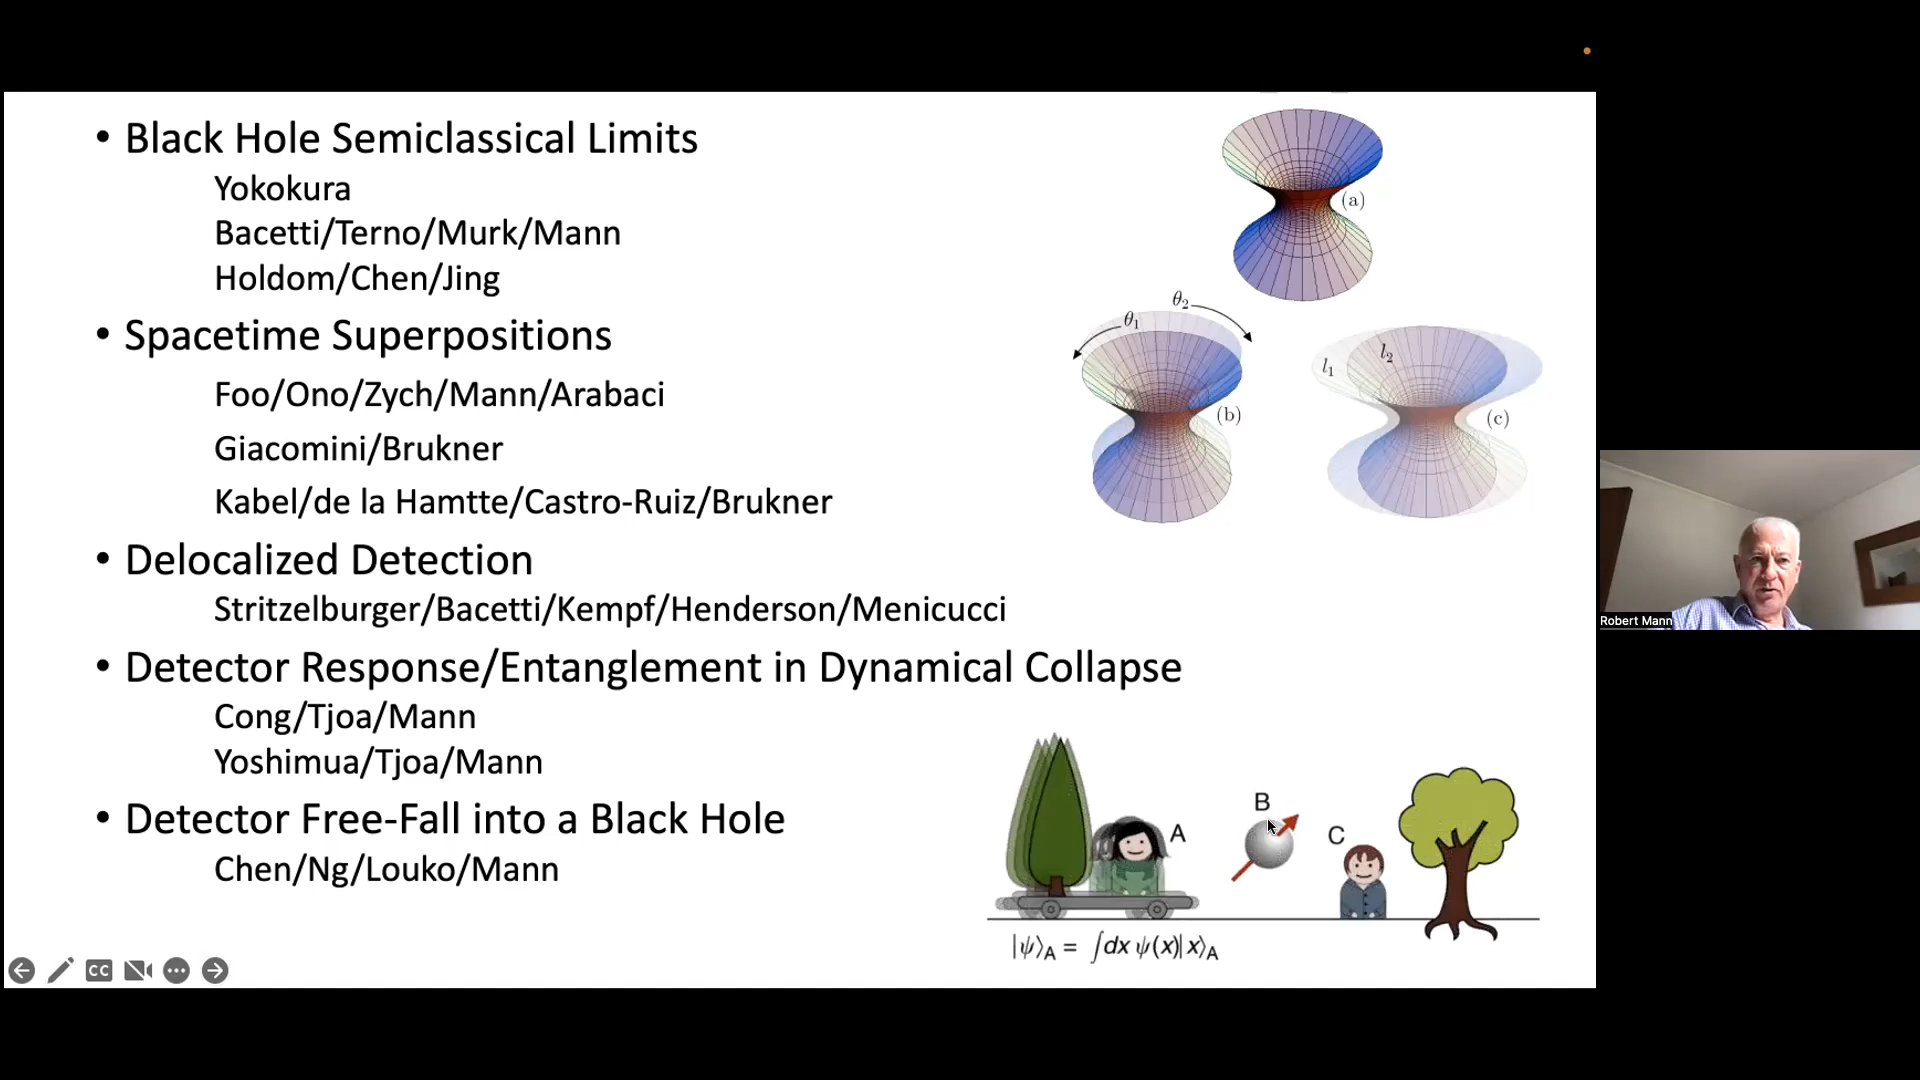 • Black Hole Semiclassical Limits
Yokokura
Bacetti/Terno/Murk/Mann
Holdom/Chen/Jing
• Spacetime Superpositions
Foo/Ono/Zych/Mann/Arabaci
Giacomini/Brukner
Kabel/de la Hamtte/Castro-Ruiz/Brukner
• Delocalized Detection
Stritzelburger/Bacetti/Kempf/Henderson/Menicucci
• Detector Response/Entanglement in Dynamical Collapse
Cong/Tjoa/Mann
Yoshimua/Tjoa/Mann
• Detector Free-Fall into a Black Hole
Chen/Ng/Louko/Mann
(a)
θ₁ θ₂
(b)
l₁ l₂
(c)
A
B
C
|ψ⟩A = ∫dx ψ(x)|x⟩A
CC
Robert Mann